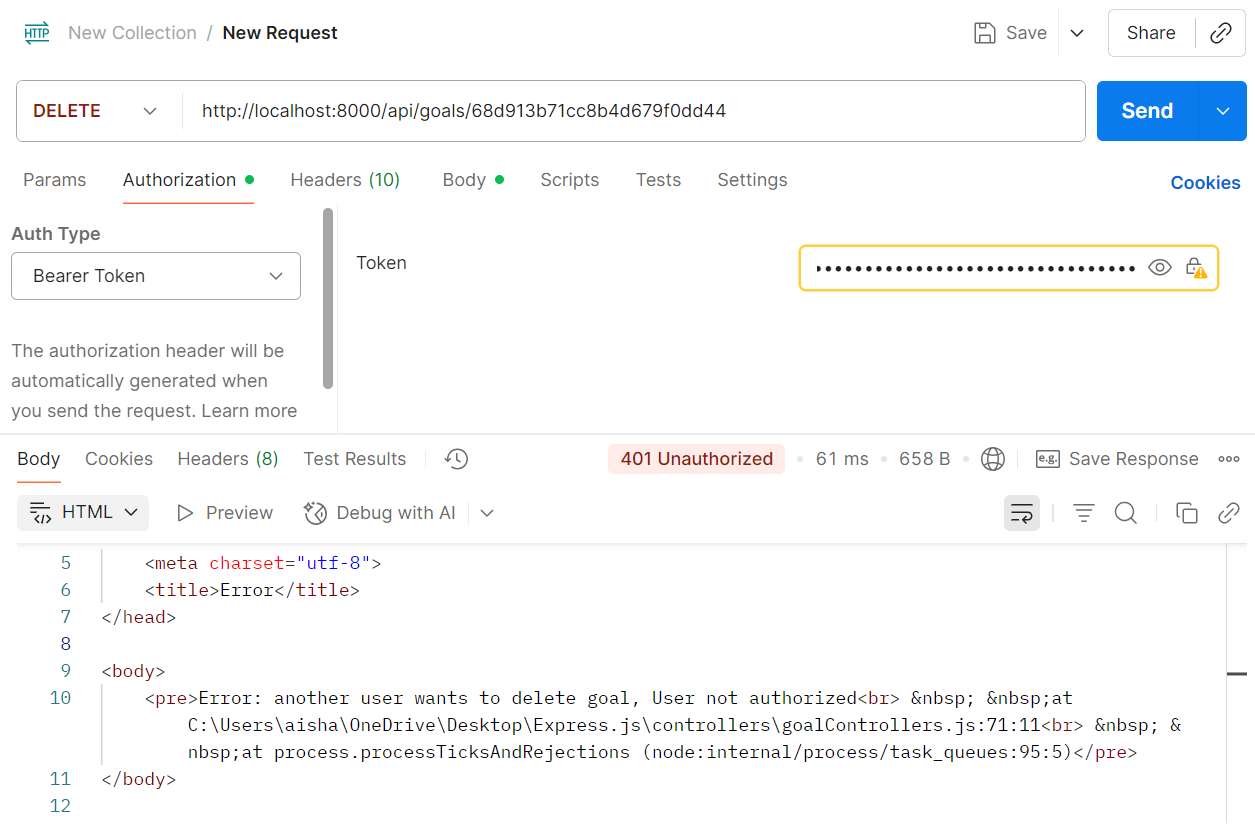 HTTP New Collection / New Request Save Share
DELETE http://localhost:8000/api/goals/68d913b71cc8b4d679f0dd44 Send
Params Authorization Headers (10) Body Scripts Tests Settings Cookies
Auth Type
Bearer Token
Token
The authorization header will be
automatically generated when
you send the request. Learn more
Body Cookies Headers (8) Test Results 401 Unauthorized • 61 ms • 658 B • e.g. Save Response
HTML Preview Debug with AI
5 <meta charset="utf-8">
6 <title>Error</title>
7 </head>
8
9 <body>
10 <pre>Error: another user wants to delete goal, User not authorized<br> &nbsp; &nbsp;at
C:\Users\aisha\OneDrive\Desktop\Express.js\controllers\goalControllers.js:71:11<br> &nbsp; &
nbsp;at process.processTicksAndRejections (node:internal/process/task_queues:95:5)</pre>
11 </body>
12